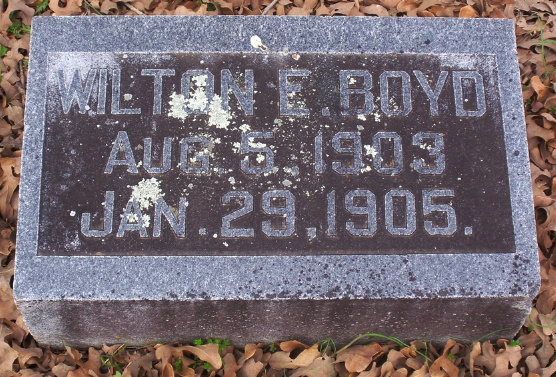 WILTON E. BOYD
AUG. 5, 1903
JAN. 29, 1905.